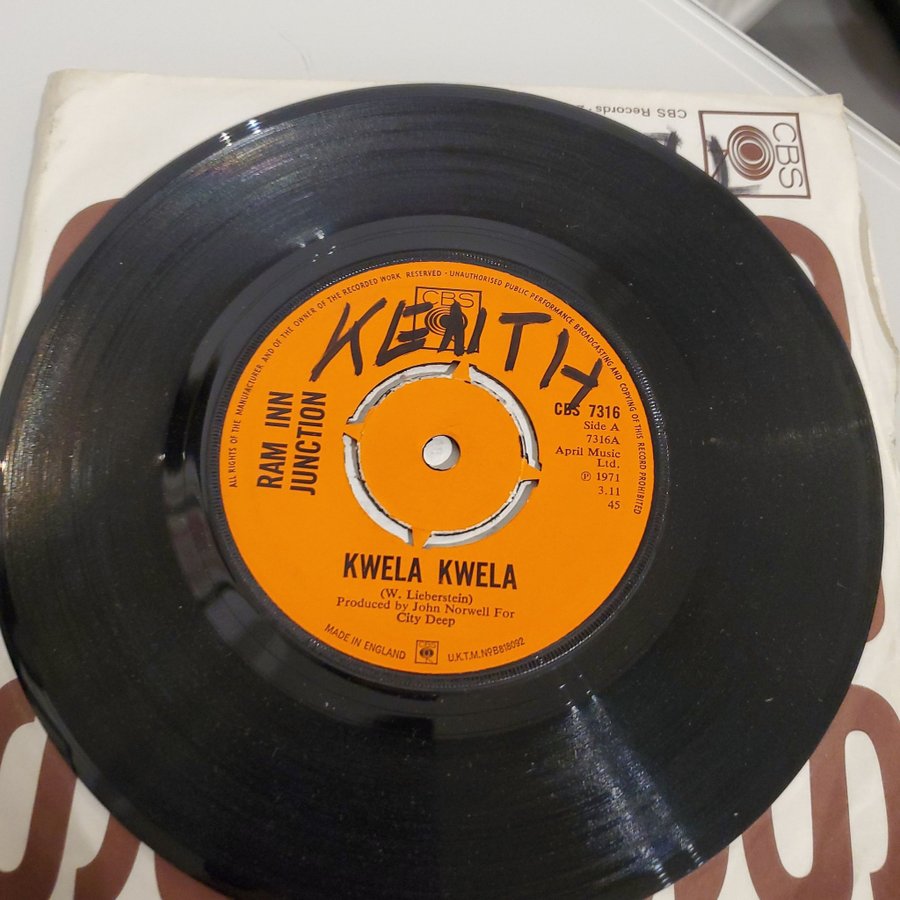 CBS Records
CBS
ALL RIGHTS OF THE MANUFACTURER AND OF THE OWNER OF THE RECORDED WORK RESERVED - UNAUTHORISED PUBLIC PERFORMANCE BROADCASTING AND COPYING OF THIS RECORD PROHIBITED
CBS
KEITH
RAM INN
JUNCTION
CBS 7316
Side A
7316A
April Music
Ltd.
℗ 1971
3.11
45
KWELA KWELA
(W. Lieberstein)
Produced by John Norwell For
City Deep
MADE IN ENGLAND
U.K.T.M.NºB818092